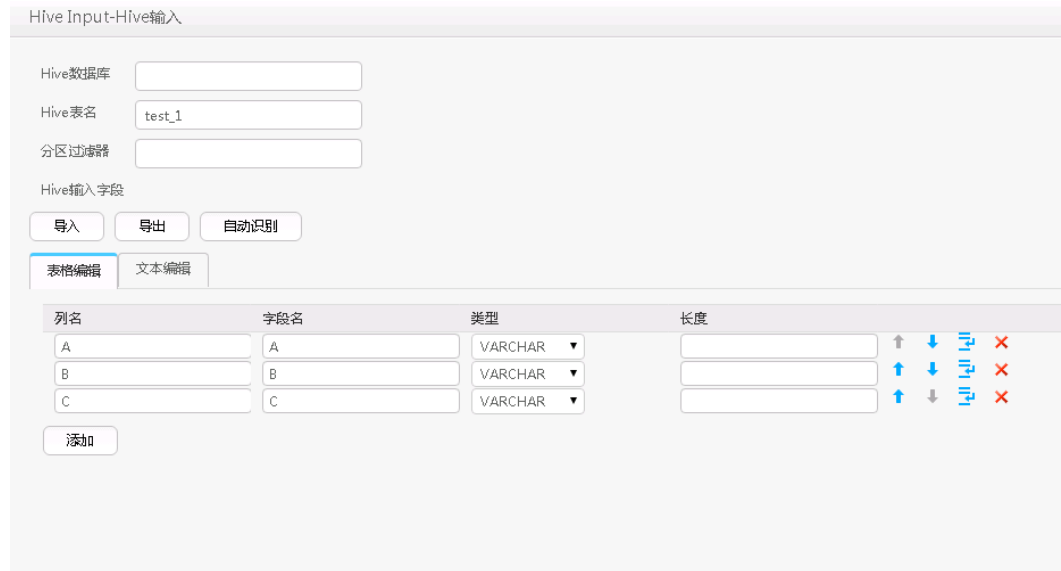 Hive Input-Hive输入
Hive数据库
Hive表名 test_1
分区过滤器
Hive输入字段
导入 导出 自动识别
表格编辑 文本编辑
列名 字段名 类型 长度
A A VARCHAR
B B VARCHAR
C C VARCHAR
添加